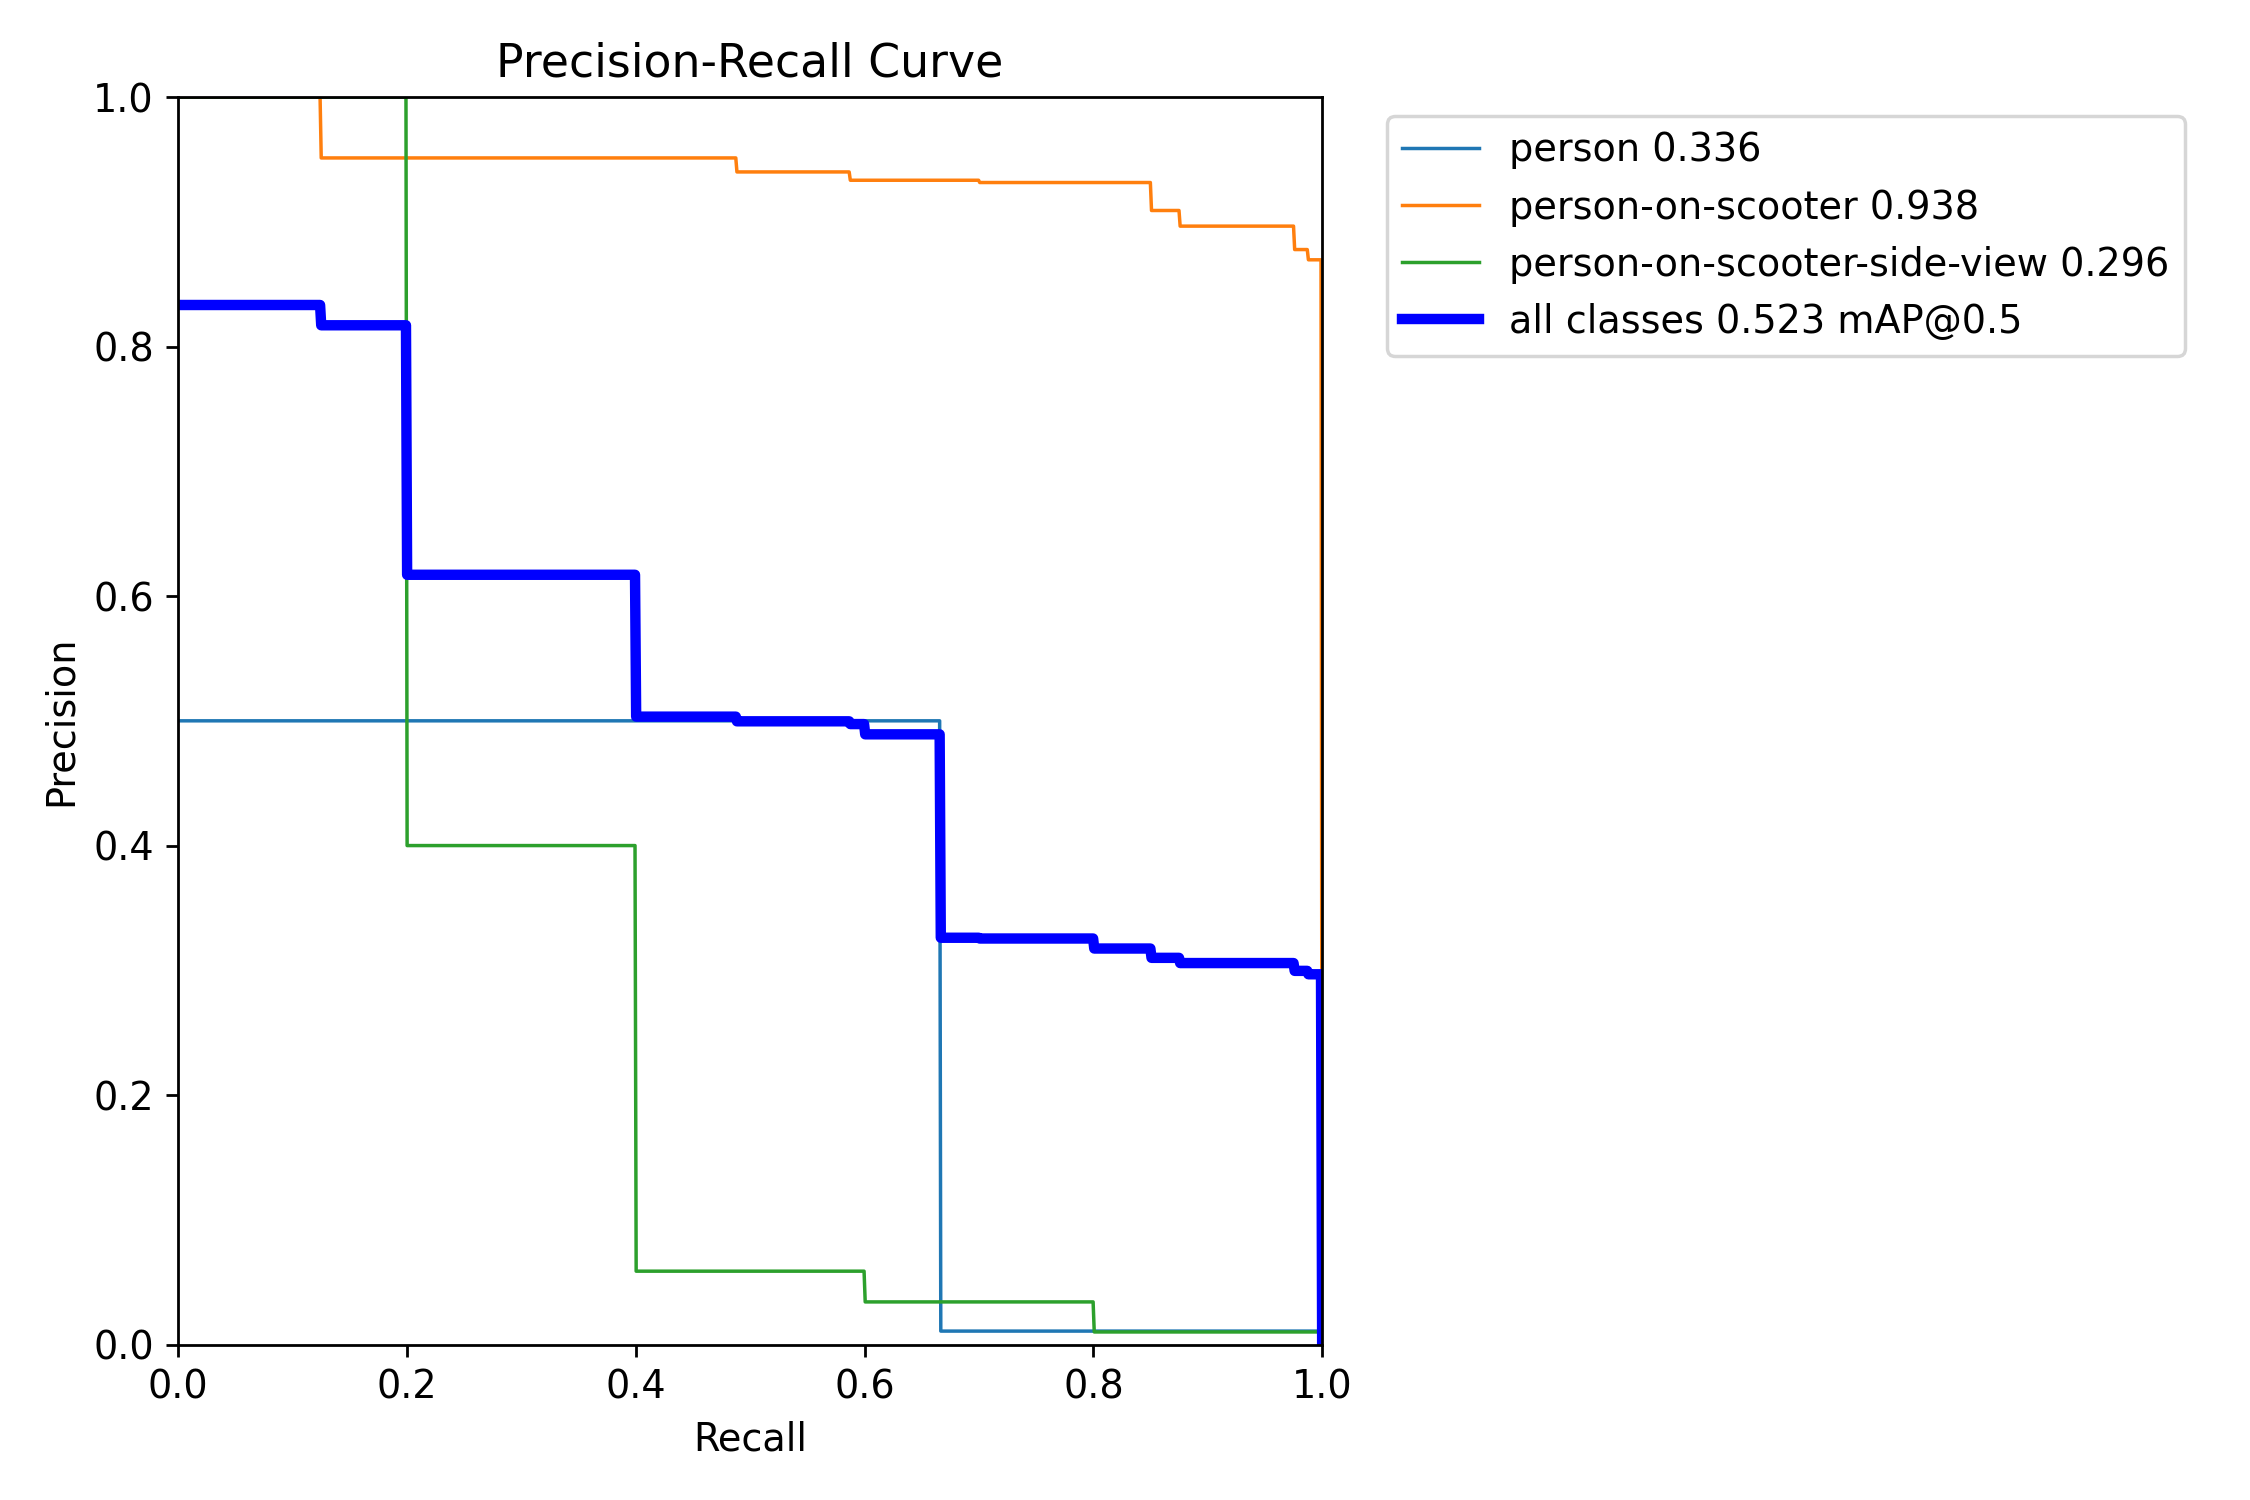 Precision-Recall Curve
1.0
0.8
0.6
0.4
0.2
0.0
Precision
0.0 0.2 0.4 0.6 0.8 1.0
Recall
person 0.336
person-on-scooter 0.938
person-on-scooter-side-view 0.296
all classes 0.523 mAP@0.5